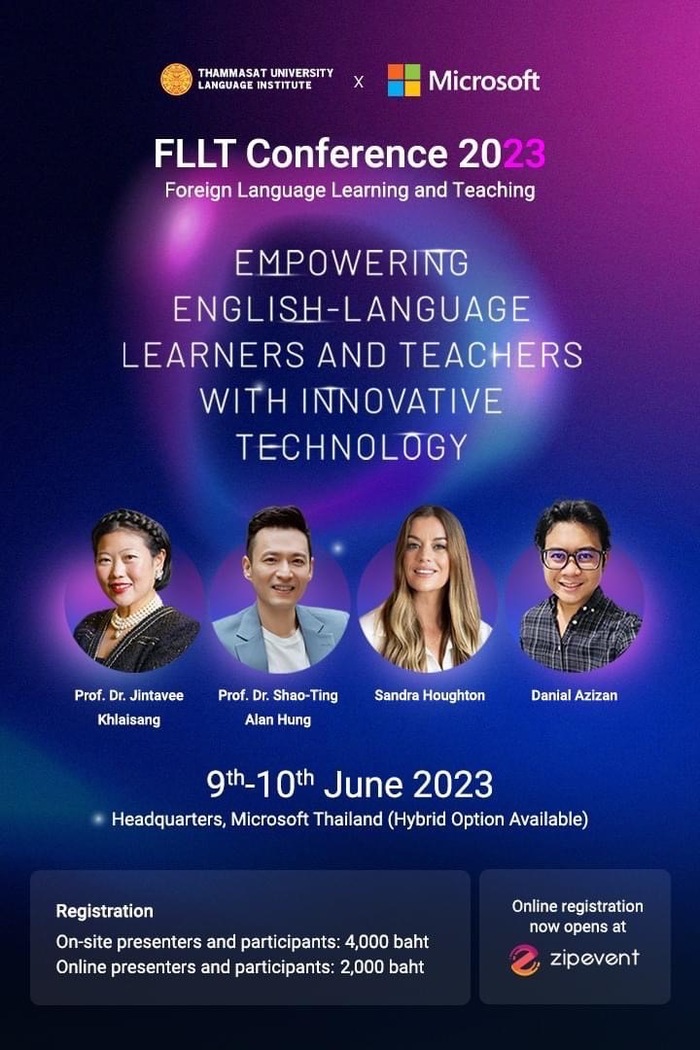 THAMMASAT UNIVERSITY
LANGUAGE INSTITUTE
X
Microsoft
FLLT Conference 2023
Foreign Language Learning and Teaching
EMPOWERING
ENGLISH-LANGUAGE
LEARNERS AND TEACHERS
WITH INNOVATIVE
TECHNOLOGY
Prof. Dr. Jintavee
Khlaisang
Prof. Dr. Shao-Ting
Alan Hung
Sandra Houghton
Danial Azizan
9th-10th June 2023
Headquarters, Microsoft Thailand (Hybrid Option Available)
Registration
On-site presenters and participants: 4,000 baht
Online presenters and participants: 2,000 baht
Online registration
now opens at
zipevent